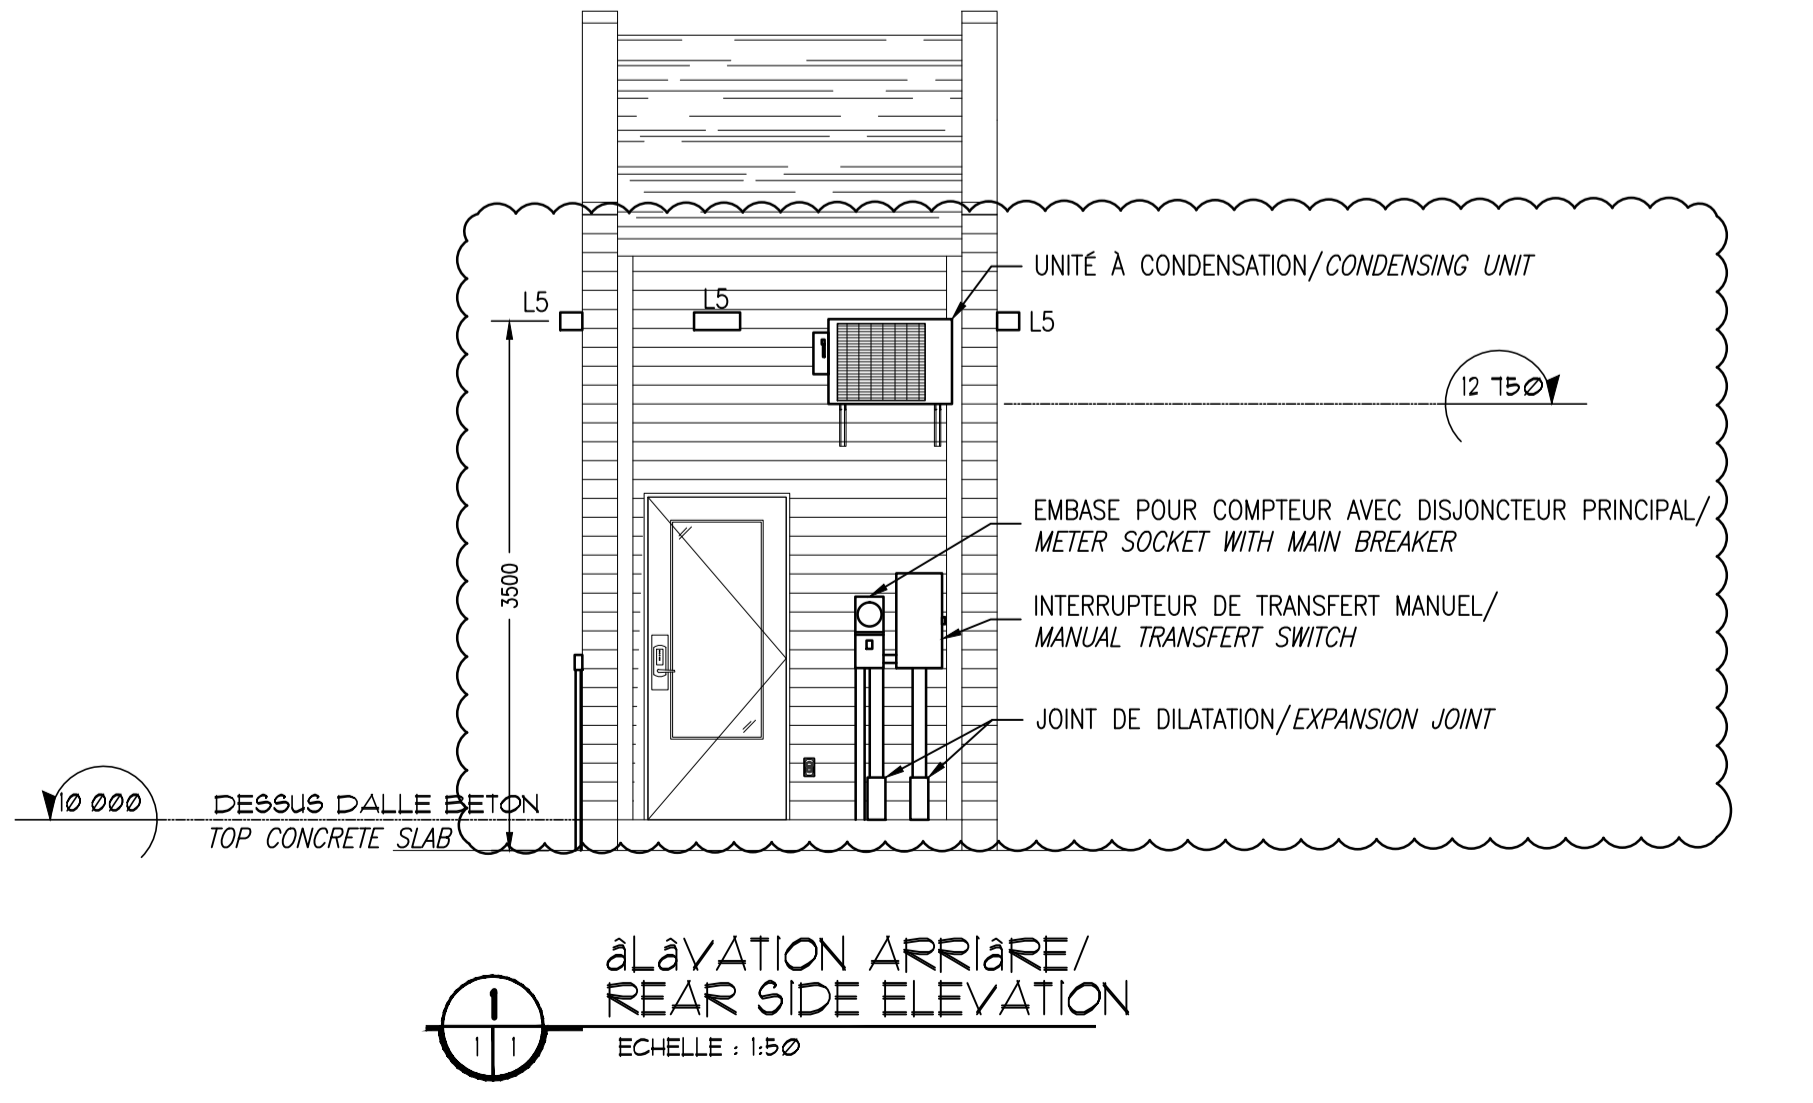 UNITÉ À CONDENSATION/CONDENSING UNIT
L5
L5
L5
12 750
EMBASE POUR COMPTEUR AVEC DISJONCTEUR PRINCIPAL/
METER SOCKET WITH MAIN BREAKER
3500
INTERRUPTEUR DE TRANSFERT MANUEL/
MANUAL TRANSFERT SWITCH
JOINT DE DILATATION/EXPANSION JOINT
10 000
DESSUS DALLE BETON
TOP CONCRETE SLAB
âLâVATION ARRIâRE/
REAR SIDE ELEVATION
1
1 1
ECHELLE : 1:50